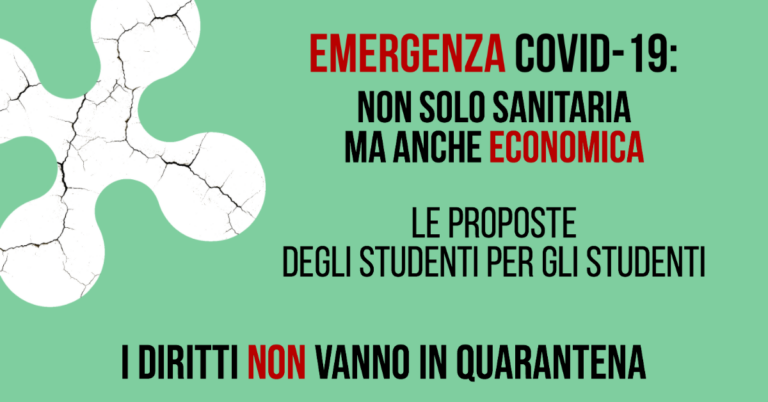 EMERGENZA COVID-19:
NON SOLO SANITARIA
MA ANCHE ECONOMICA
LE PROPOSTE
DEGLI STUDENTI PER GLI STUDENTI
I DIRITTI NON VANNO IN QUARANTENA